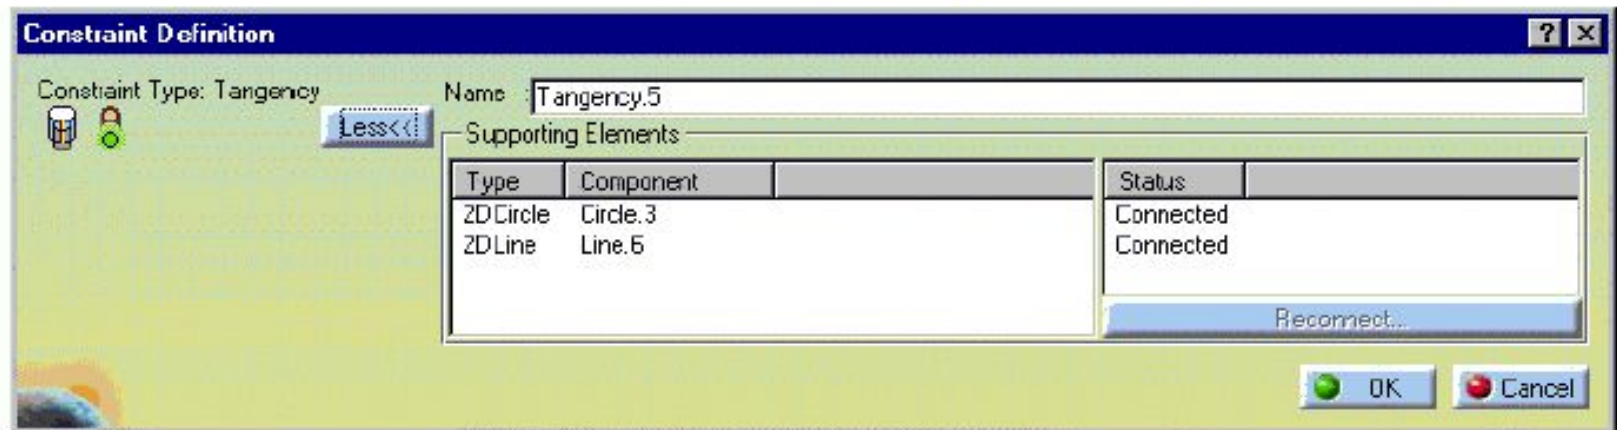 Constraint Definition
Constraint Type: Tangency
Less<<
Name : Tangency.5
Supporting Elements
Type Component
2DCircle Circle.3
2DLine Line.6
Status
Connected
Connected
Reconnect...
OK Cancel